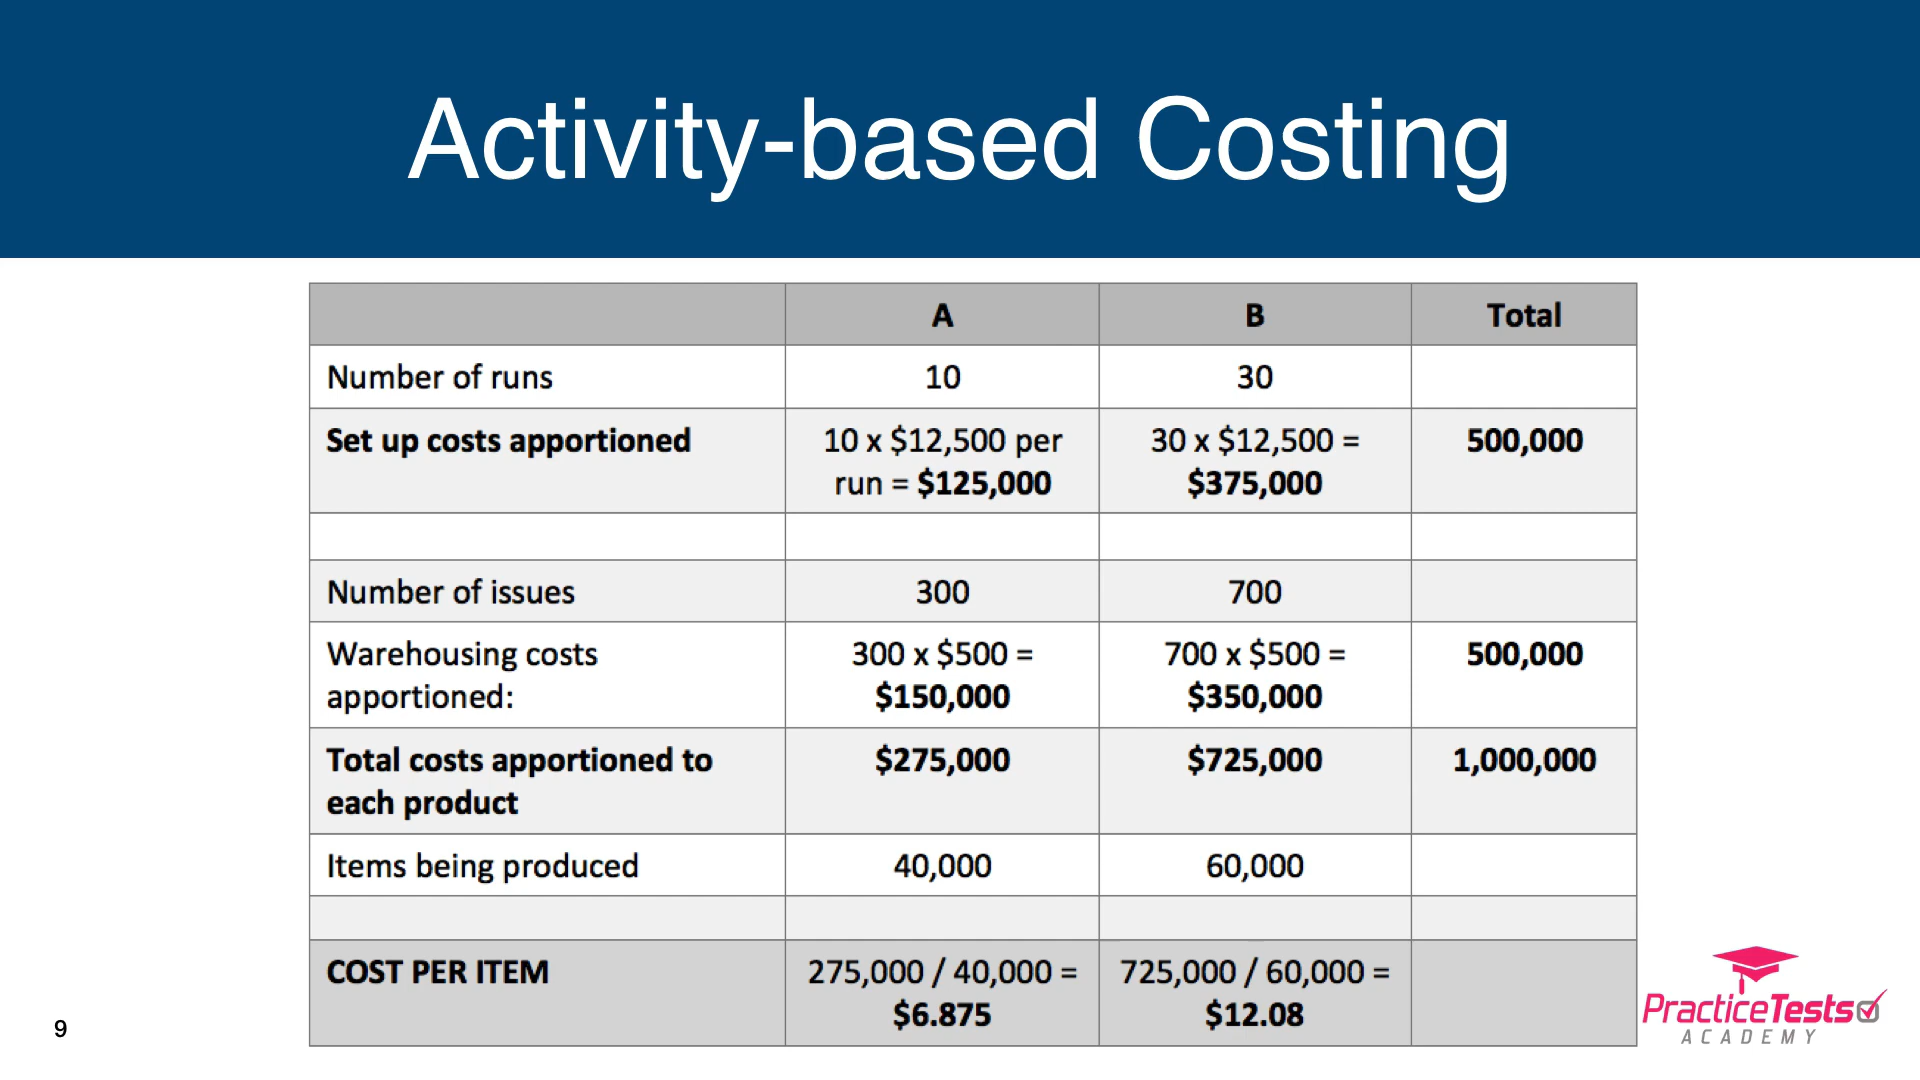 Activity-based Costing
A B Total
Number of runs 10 30
Set up costs apportioned 10 x $12,500 per 30 x $12,500 = 500,000
run = $125,000 $375,000
Number of issues 300 700
Warehousing costs 300 x $500 = 700 x $500 = 500,000
apportioned: $150,000 $350,000
Total costs apportioned to $275,000 $725,000 1,000,000
each product
Items being produced 40,000 60,000
COST PER ITEM 275,000 / 40,000 = 725,000 / 60,000 =
$6.875 $12.08
9
PracticeTests
ACADEMY